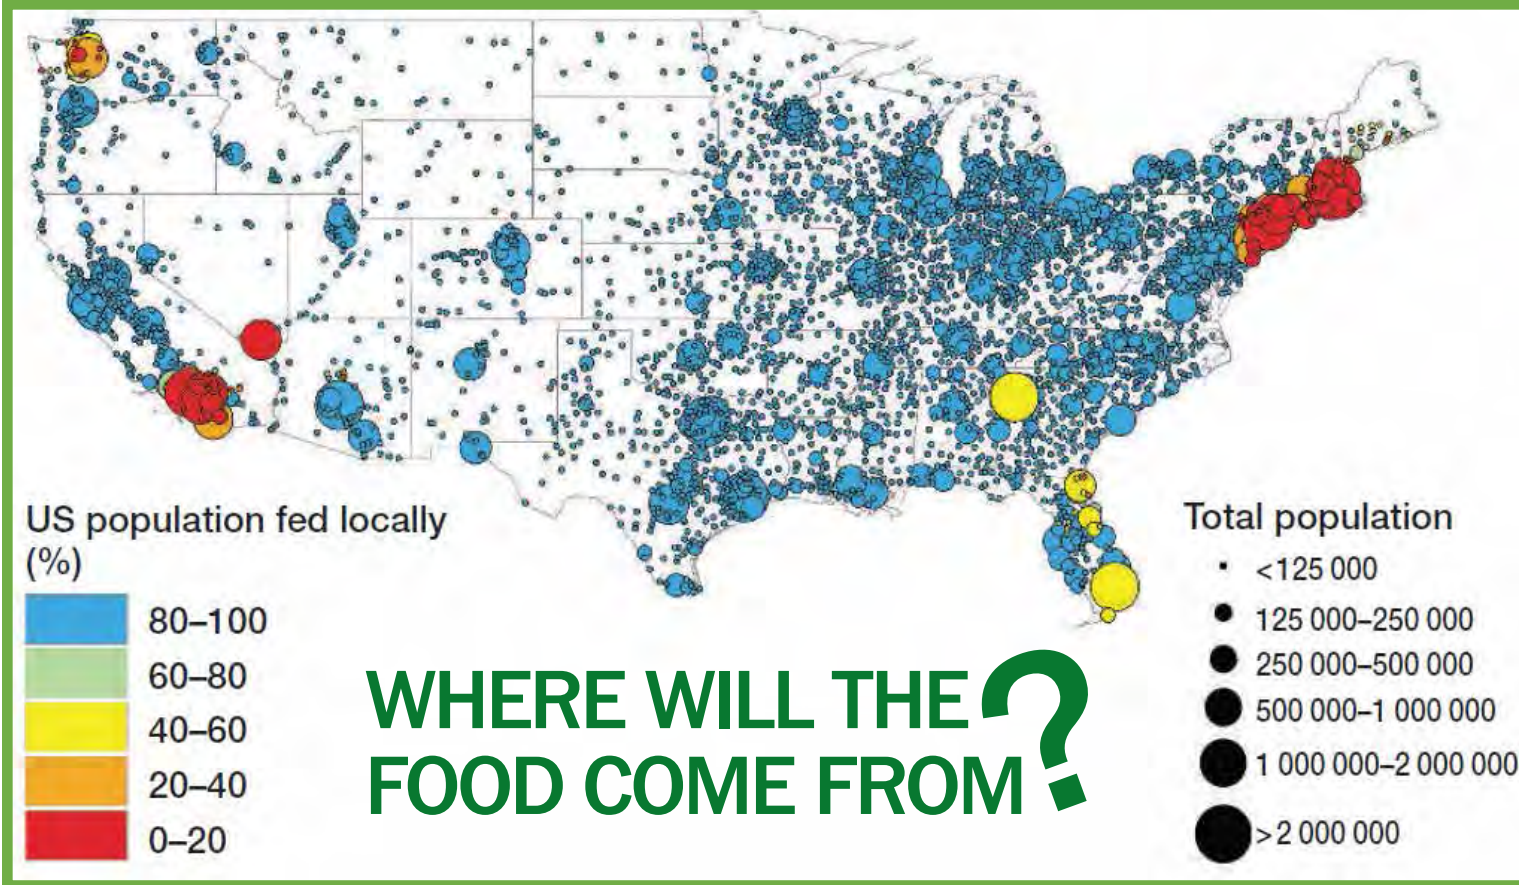 US population fed locally
(%)
80–100
60–80
40–60
20–40
0–20
WHERE WILL THE
FOOD COME FROM?
Total population
<125 000
125 000–250 000
250 000–500 000
500 000–1 000 000
1 000 000–2 000 000
>2 000 000